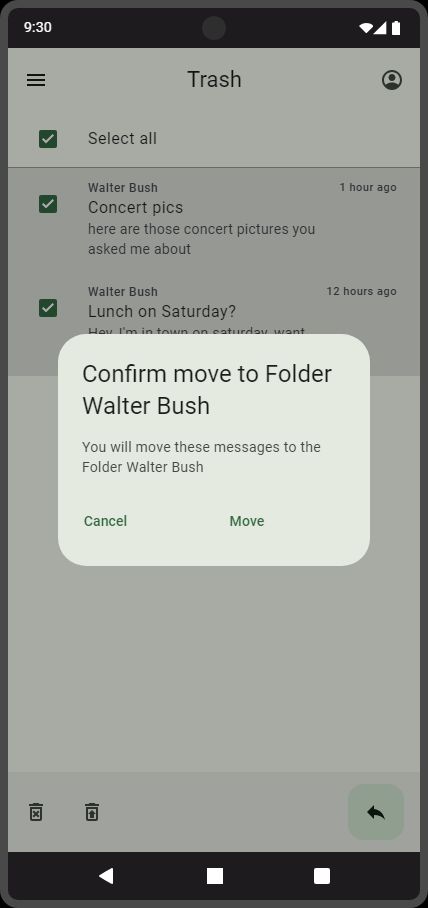 9:30
Trash
Select all
Walter Bush
1 hour ago
Concert pics
here are those concert pictures you
asked me about
Walter Bush
12 hours ago
Lunch on Saturday?
Hey, I'm in town on saturday, want
Confirm move to Folder
Walter Bush
You will move these messages to the
Folder Walter Bush
Cancel
Move